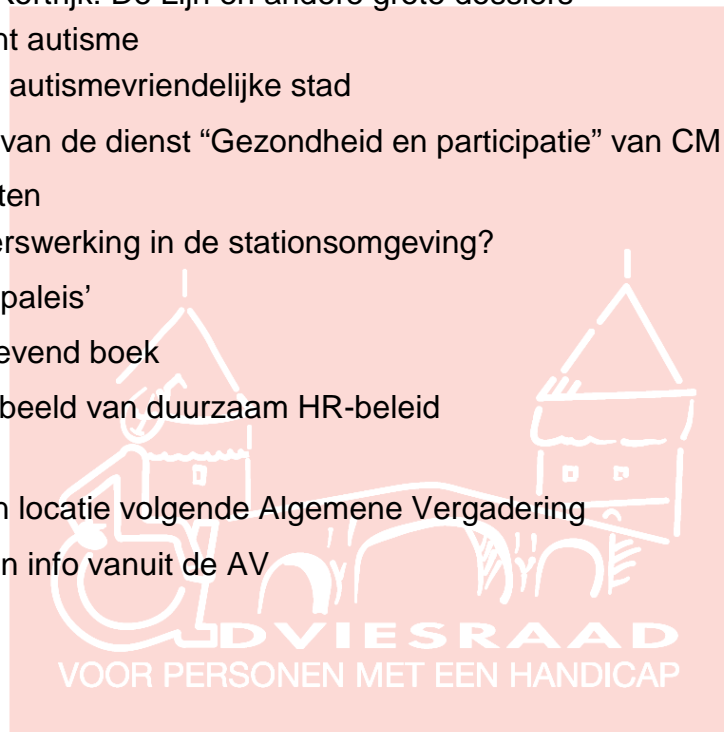 Kortrijk: De Lijn en andere grote dossiers
nt autisme
autismevriendelijke stad
van de dienst “Gezondheid en participatie” van CM
ten
erswerking in de stationsomgeving?
paleis’
evend boek
beeld van duurzaam HR-beleid
n locatie volgende Algemene Vergadering
n info vanuit de AV
ADVIESRAAD
VOOR PERSONEN MET EEN HANDICAP